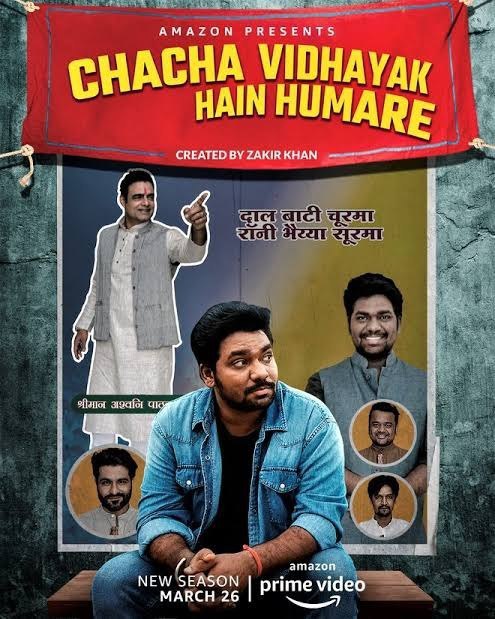 AMAZON PRESENTS
CHACHA VIDHAYAK
HAIN HUMARE
CREATED BY ZAKIR KHAN
दाल बाटी चूरमा
रॉनी भैय्या सूरमा
श्रीमान अश्वनि पाठ
NEW SEASON
MARCH 26
amazon
prime video